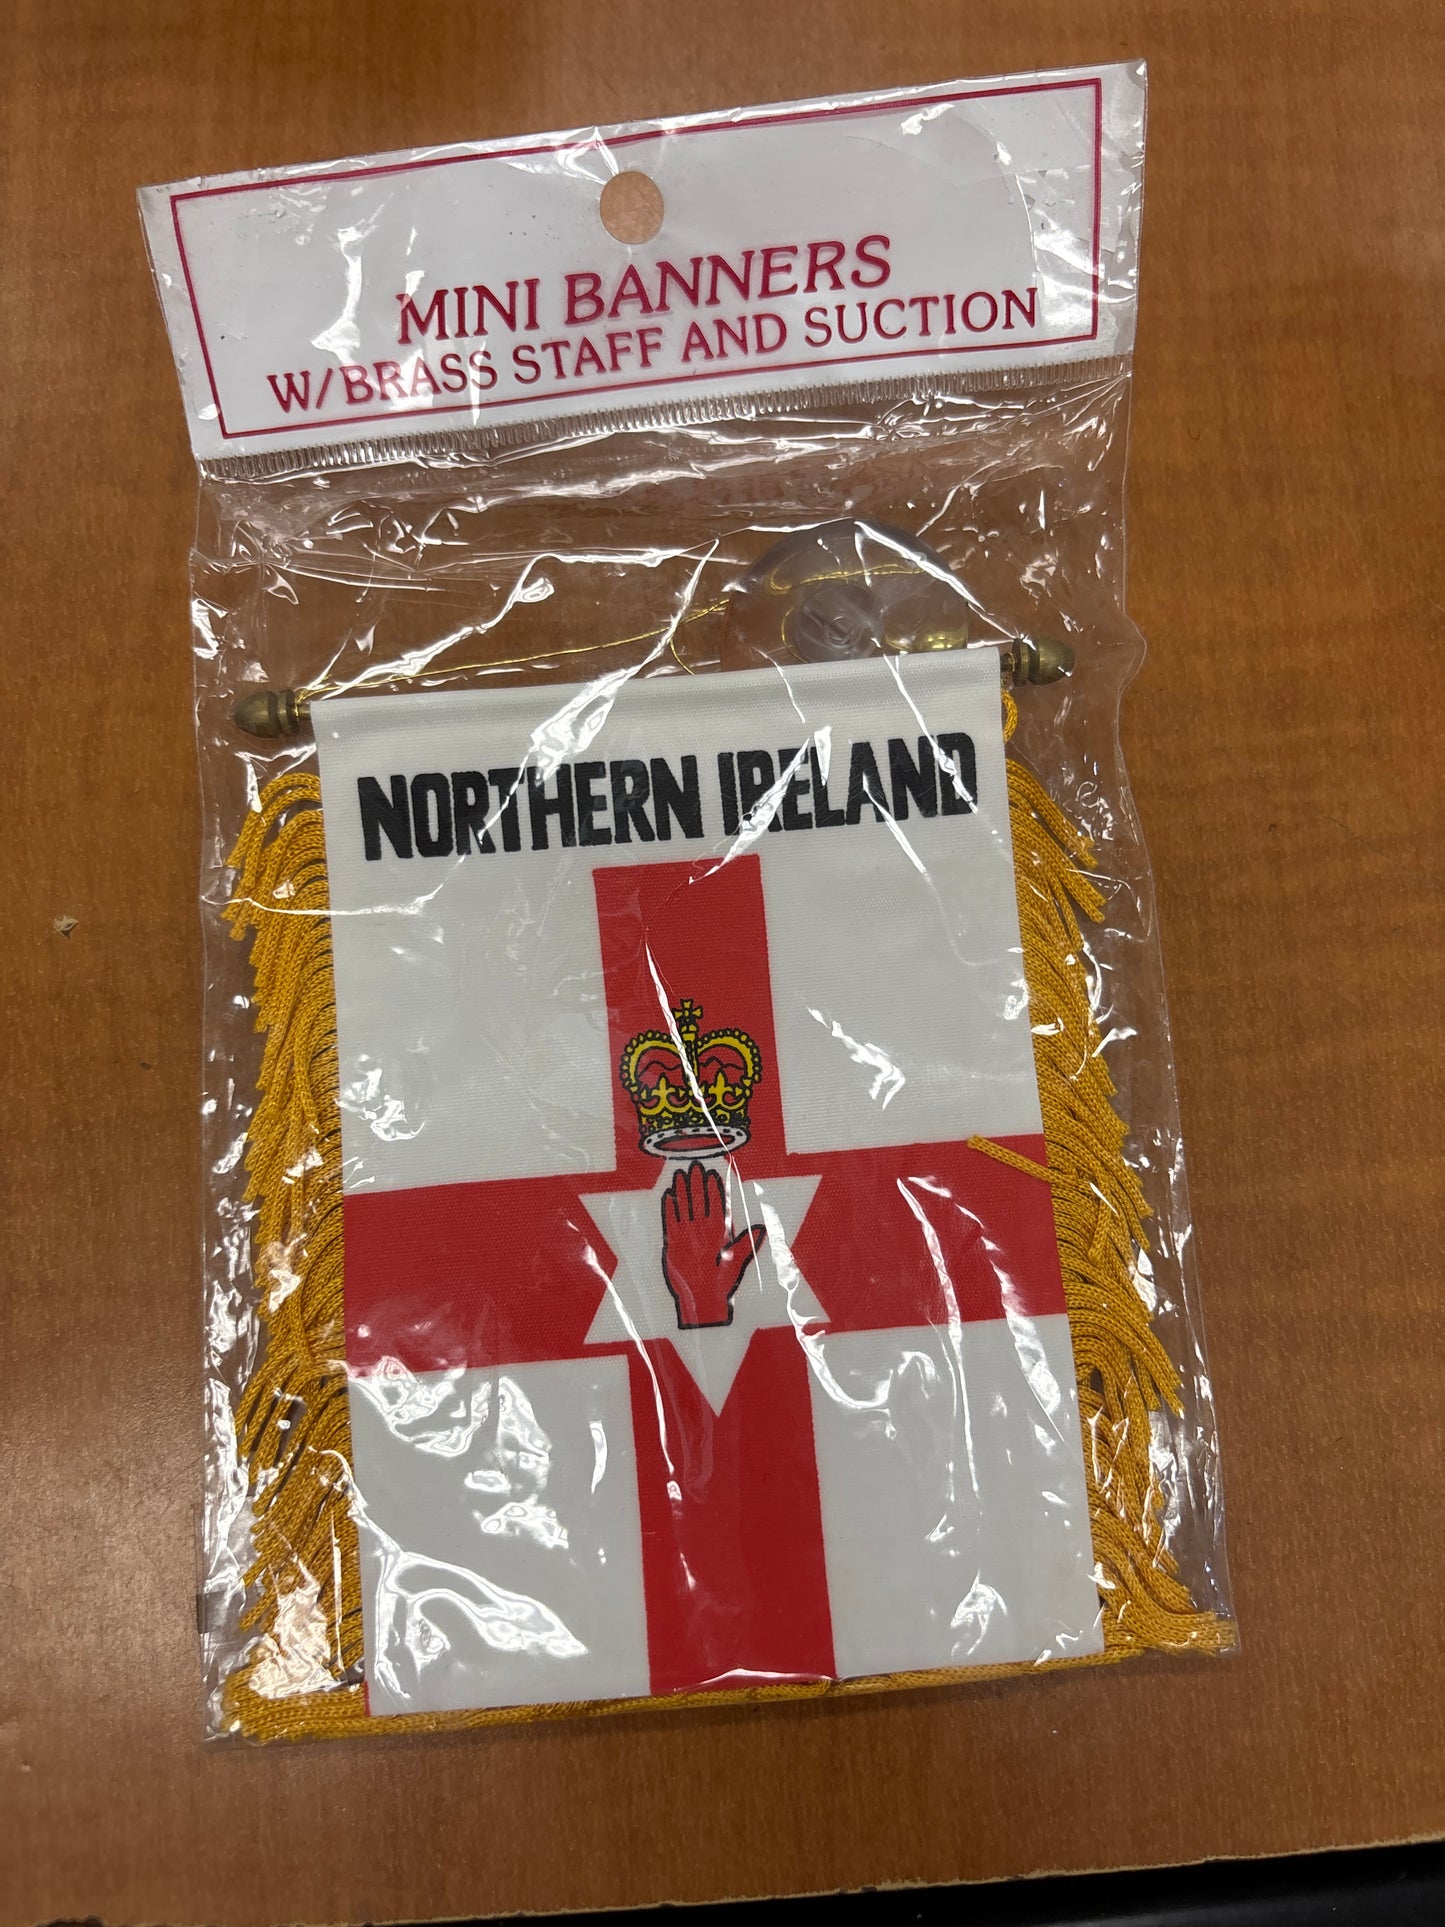 MINI BANNERS
W/BRASS STAFF AND SUCTION
NORTHERN IRELAND